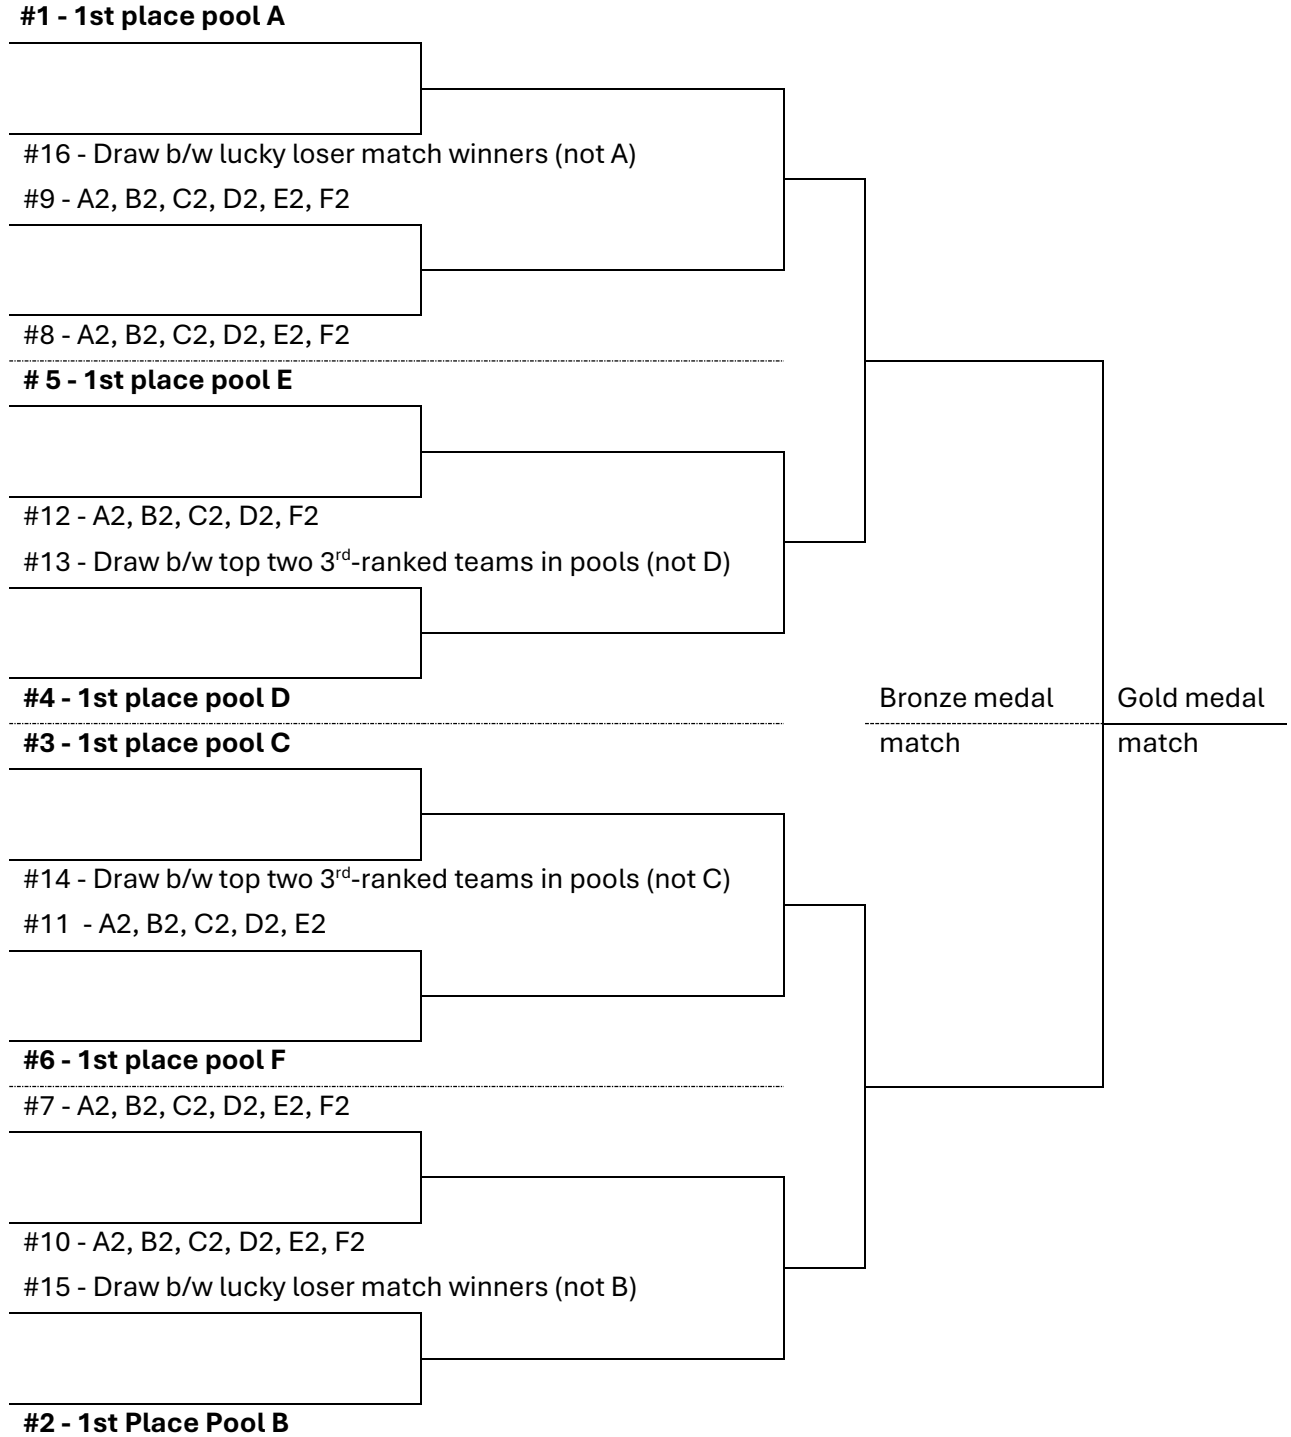 #1 - 1st place pool A
#16 - Draw b/w lucky loser match winners (not A)
#9 - A2, B2, C2, D2, E2, F2
#8 - A2, B2, C2, D2, E2, F2
# 5 - 1st place pool E
#12 - A2, B2, C2, D2, F2
#13 - Draw b/w top two 3rd-ranked teams in pools (not D)
#4 - 1st place pool D
Bronze medal
Gold medal
#3 - 1st place pool C
match
match
#14 - Draw b/w top two 3rd-ranked teams in pools (not C)
#11  - A2, B2, C2, D2, E2
#6 - 1st place pool F
#7 - A2, B2, C2, D2, E2, F2
#10 - A2, B2, C2, D2, E2, F2
#15 - Draw b/w lucky loser match winners (not B)
#2 - 1st Place Pool B